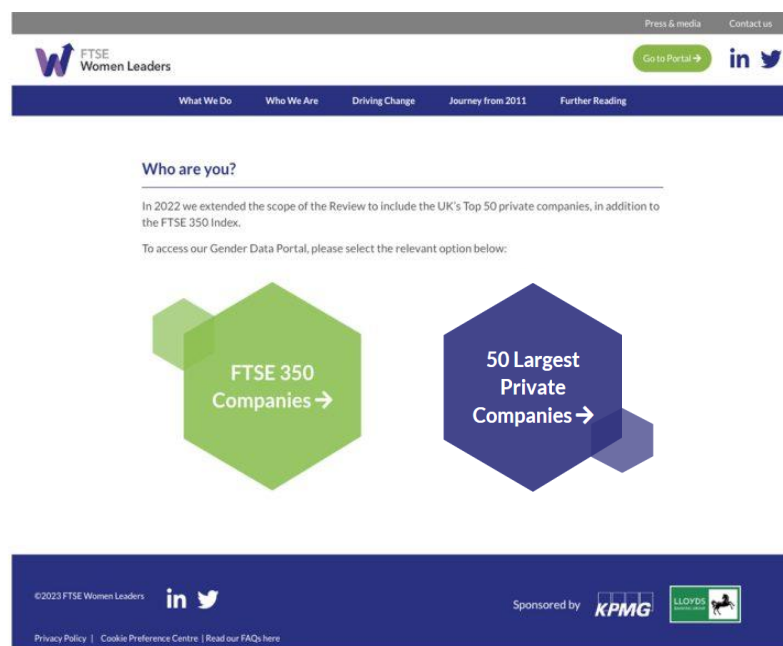 Press & media Contact us
FTSE
Women Leaders
Go to Portal →
What We Do Who We Are Driving Change Journey from 2011 Further Reading
Who are you?
In 2022 we extended the scope of the Review to include the UK's Top 50 private companies, in addition to
the FTSE 350 Index.
To access our Gender Data Portal, please select the relevant option below:
FTSE 350
Companies →
50 Largest
Private
Companies →
©2023 FTSE Women Leaders
Sponsored by KPMG LLOYDS
BANKING GROUP
Privacy Policy | Cookie Preference Centre | Read our FAQs here